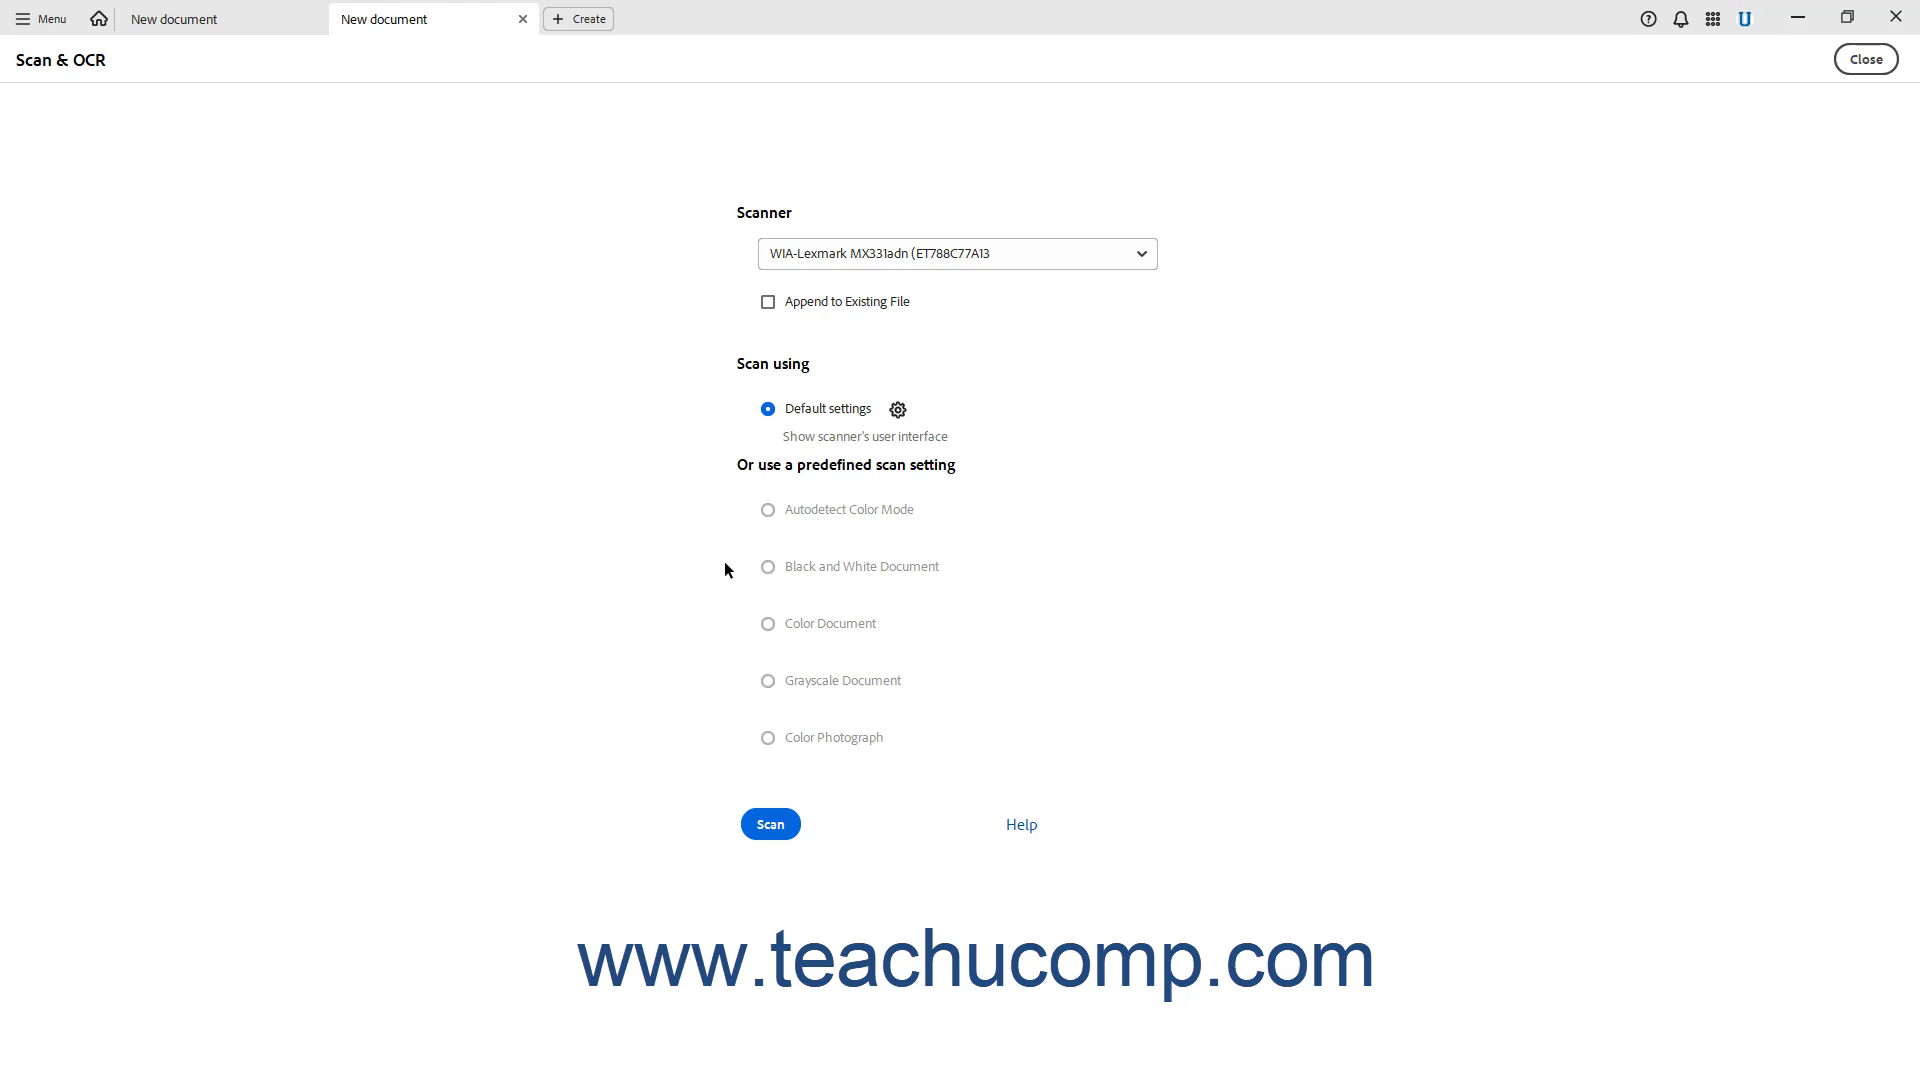 Menu
New document
New document
Create
U
Scan & OCR
Close
Scanner
WIA-Lexmark MX331adn (ET788C77A13
Append to Existing File
Scan using
Default settings
Show scanner's user interface
Or use a predefined scan setting
Autodetect Color Mode
Black and White Document
Color Document
Grayscale Document
Color Photograph
Scan
Help
www.teachucomp.com